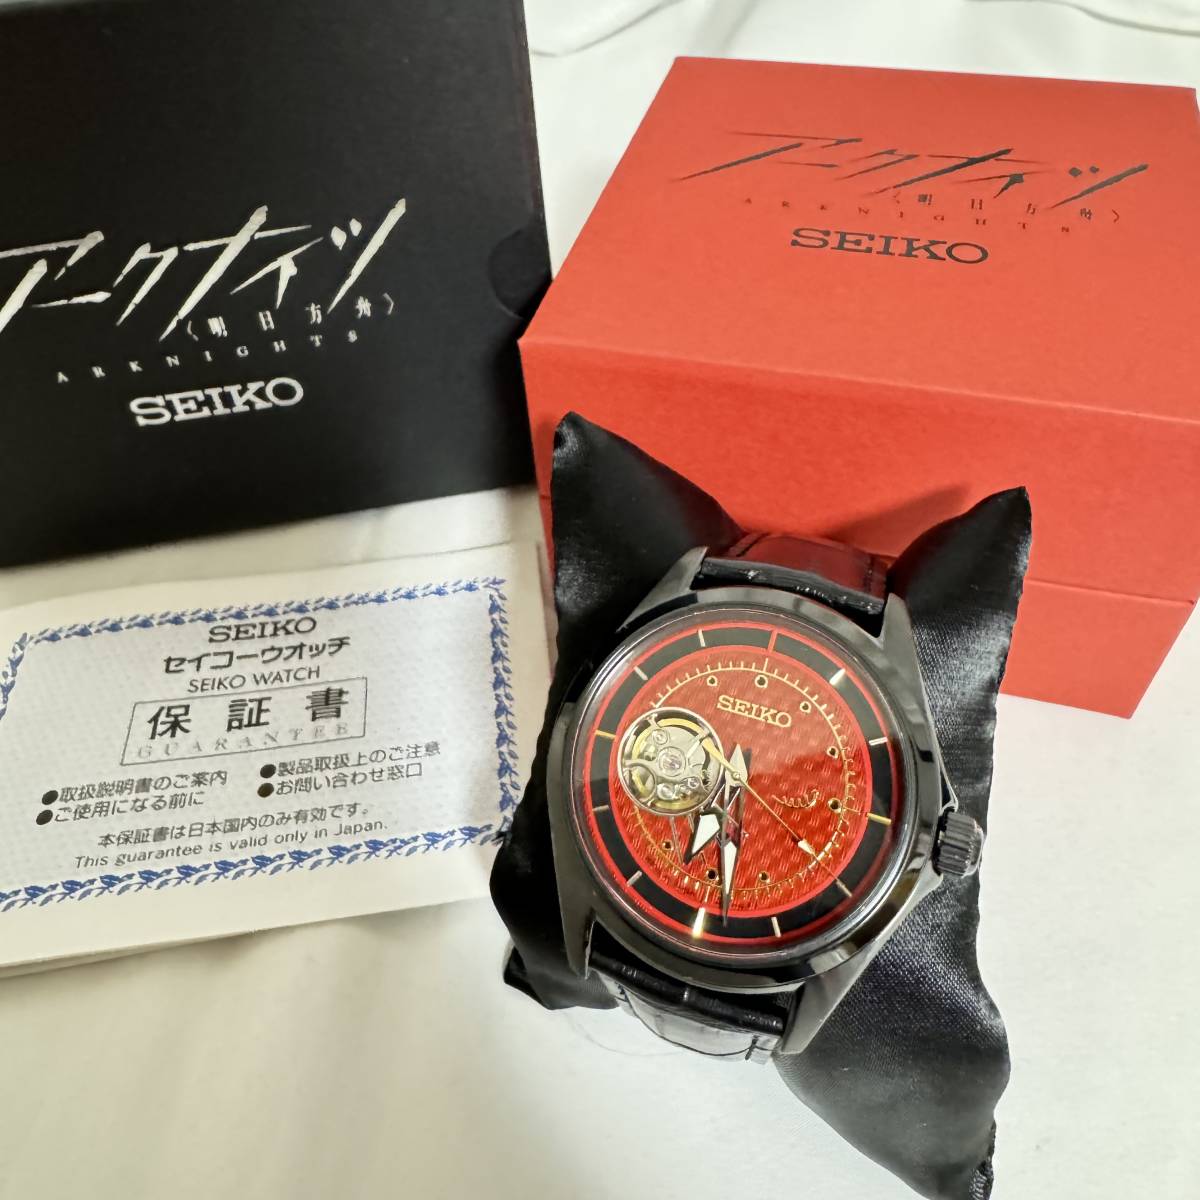 アークナイツ
〈明日方舟〉
ARKNIGHTS
SEIKO
アークナイツ
〈明日方舟〉
ARKNIGHTS
SEIKO
SEIKO
セイコーウオッチ
SEIKO WATCH
保証書
GUARANTEE
●取扱説明書のご案内
●ご使用になる前に
●製品取扱上のご注意
●お問い合わせ窓口
本保証書は日本国内のみ有効です。
This guarantee is valid only in Japan.
SEIKO